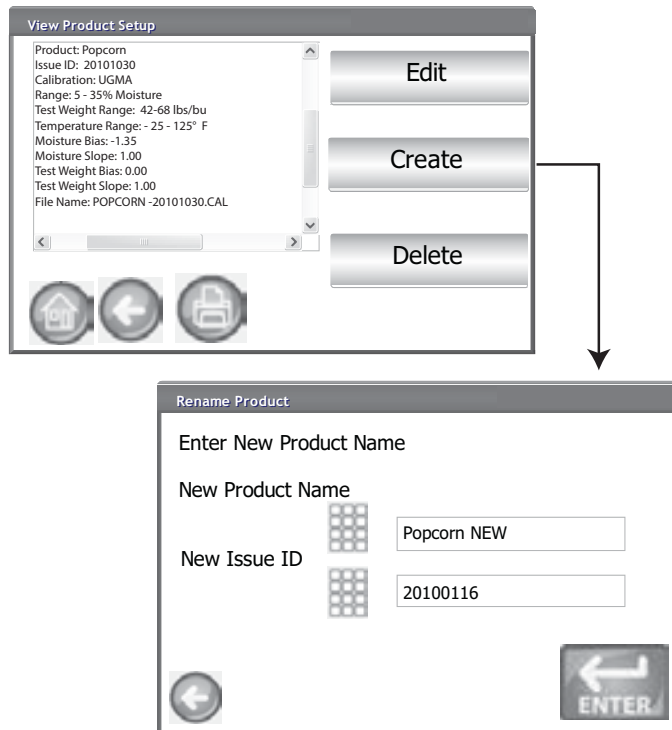 View Product Setup
Product: Popcorn
Issue ID:  20101030
Calibration: UGMA
Range: 5 - 35% Moisture
Test Weight Range:  42-68 lbs/bu
Temperature Range: - 25 - 125°  F
Moisture Bias: -1.35
Moisture Slope: 1.00
Test Weight Bias: 0.00
Test Weight Slope: 1.00
File Name: POPCORN -20101030.CAL
Edit
Create
Delete
Rename Product
Enter New Product Name
New Product Name
Popcorn NEW
New Issue ID
20100116
ENTER